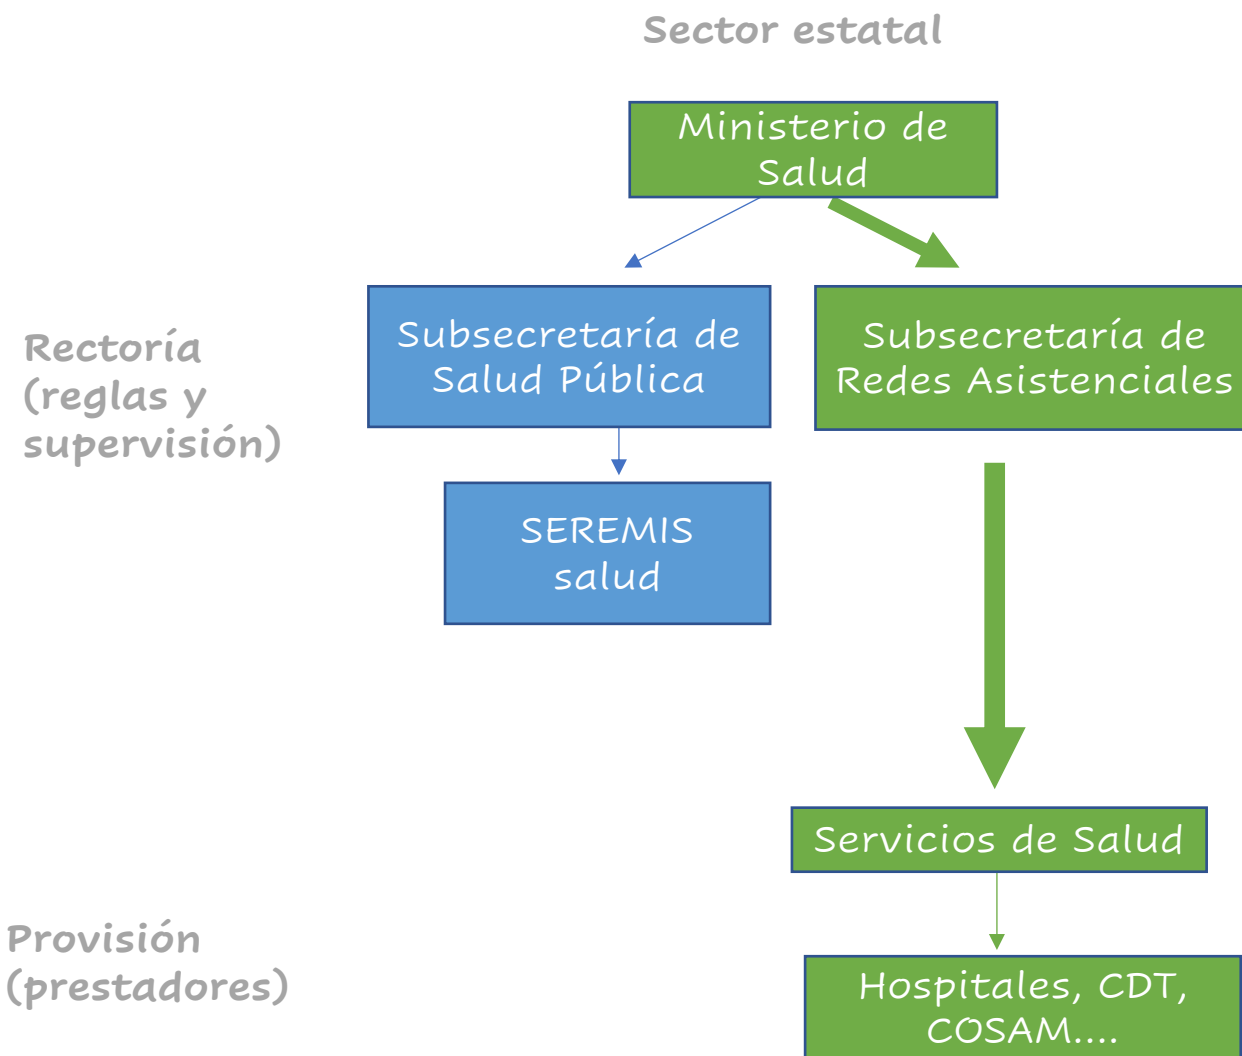 Sector estatal
Ministerio de
Salud
Rectoría
(reglas y
supervisión)
Subsecretaría de
Salud Pública
Subsecretaría de
Redes Asistenciales
SEREMIS
salud
Servicios de Salud
Provisión
(prestadores)
Hospitales, CDT,
COSAM....